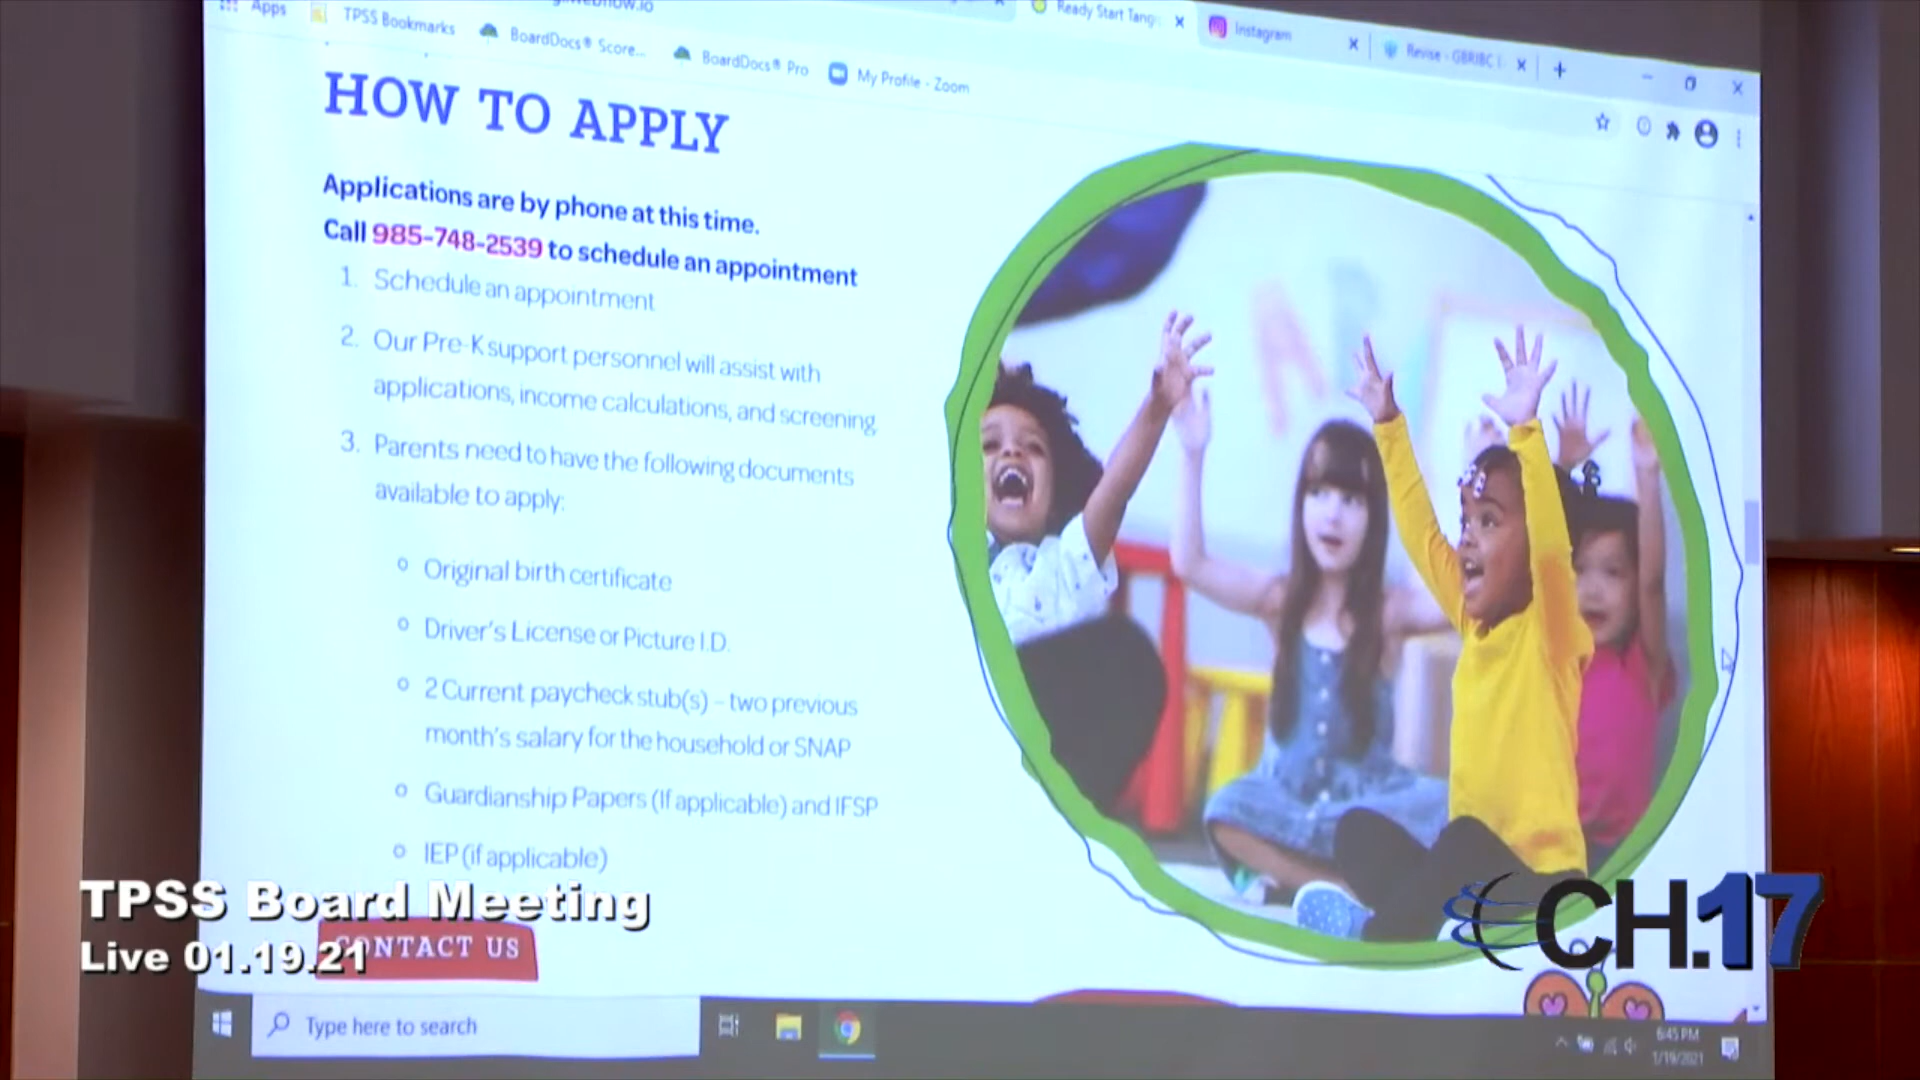 Apps
TPSS Bookmarks
BoardDocs® Score...
BoardDocs® Pro
My Profile - Zoom
Ready Start Tang
Instagram
Revise - GBRIBC
HOW TO APPLY
Applications are by phone at this time.
Call 985-748-2539 to schedule an appointment
1. Schedule an appointment
2. Our Pre-K support personnel will assist with
applications, income calculations, and screening
3. Parents need to have the following documents
available to apply:
Original birth certificate
Driver's License or Picture I.D.
2 Current paycheck stub(s) – two previous
month's salary for the household or SNAP
Guardianship Papers (If applicable) and IFSP
IEP (if applicable)
TPSS Board Meeting
Live 01.19.21
CONTACT US
CH.17
Type here to search
6:45 PM
1/19/2021